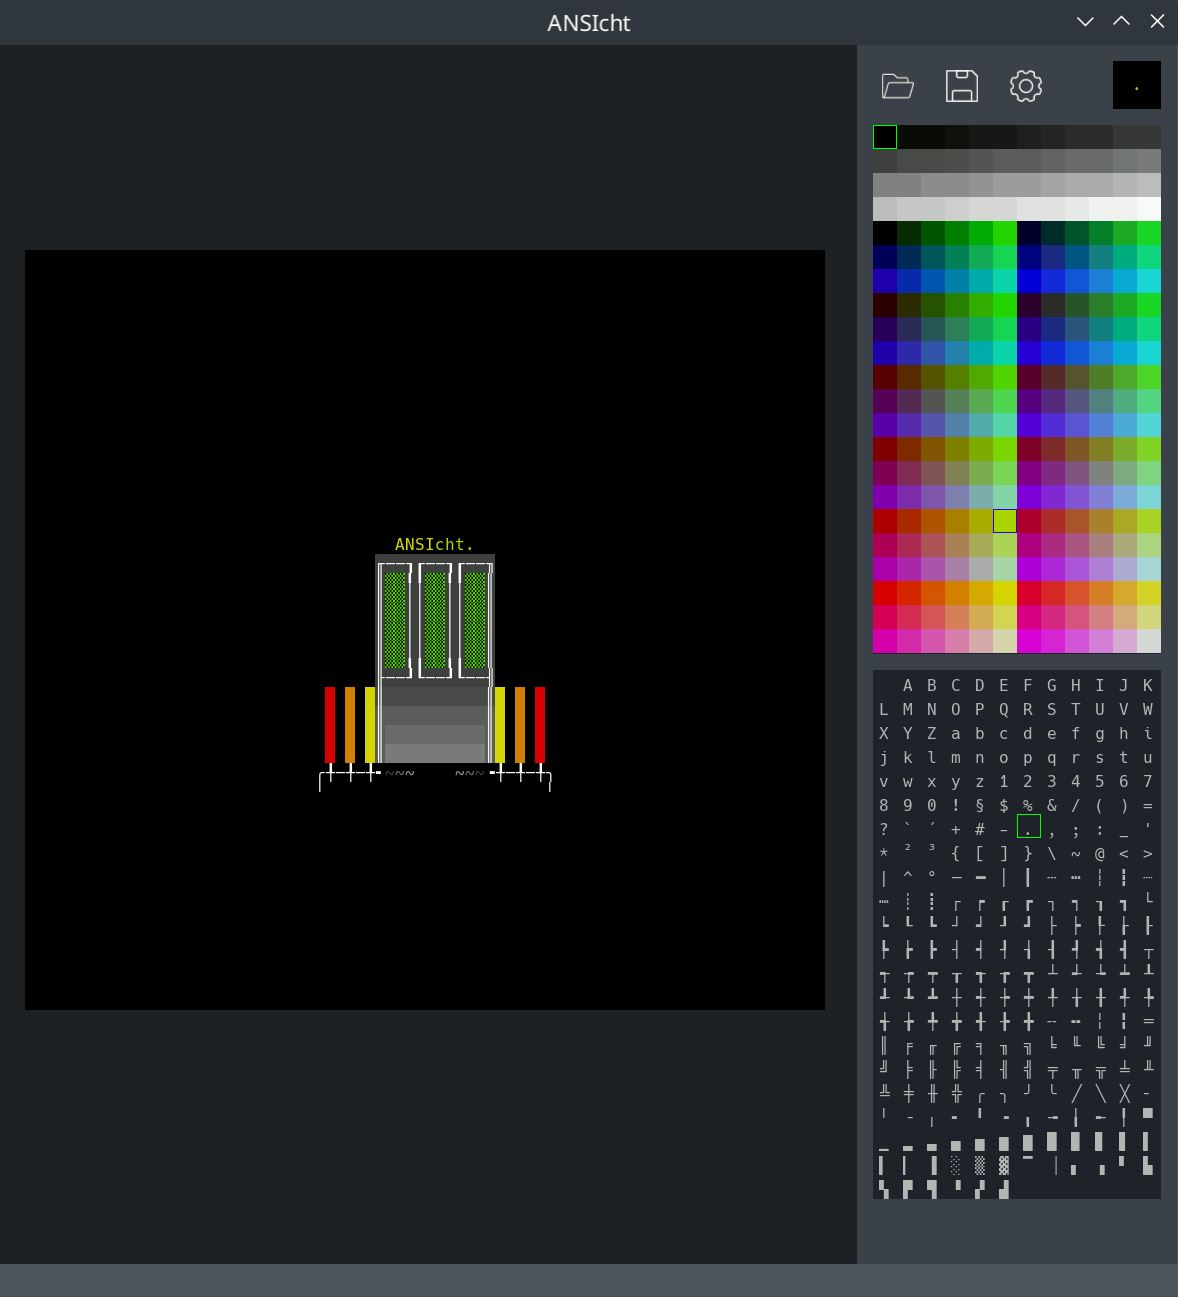 ANSIcht
.
ANSIcht.
~~~ ~~~
A B C D E F G H I J K
L M N O P Q R S T U V W
X Y Z a b c d e f g h i
j k l m n o p q r s t u
v w x y z 1 2 3 4 5 6 7
8 9 0 ! § $ % & / ( ) =
? ` ´ + # - . , ; : _ '
* ² ³ { [ ] } \ ~ @ < >
| ^ ° ─ ━ │ ┃ ┄ ┅ ┆ ┇ ┈
┉ ┊ ┋ ┌ ┍ ┎ ┏ ┐ ┑ ┒ ┓ └
┕ ┖ ┗ ┘ ┙ ┚ ┛ ├ ┝ ┞ ┟ ┠
┡ ┢ ┣ ┤ ┥ ┦ ┧ ┨ ┩ ┪ ┫ ┬
┭ ┮ ┯ ┰ ┱ ┲ ┳ ┴ ┵ ┶ ┷ ┸
┹ ┺ ┻ ┼ ┽ ┾ ┿ ╀ ╁ ╂ ╃ ╄
╅ ╆ ╇ ╈ ╉ ╊ ╋ ╌ ╍ ╎ ╏ ═
║ ╒ ╓ ╔ ╕ ╖ ╗ ╘ ╙ ╚ ╛ ╜
╝ ╞ ╟ ╠ ╡ ╢ ╣ ╤ ╥ ╦ ╧ ╨
╩ ╪ ╫ ╬ ╭ ╮ ╯ ╰ ╱ ╲ ╳ ╴
╵ ╶ ╷ ╸ ╹ ╺ ╻ ╼ ╽ ╾ ╿ ▀
▁ ▂ ▃ ▄ ▅ ▆ ▇ █ ▉ ▊ ▋ ▌
▍ ▎ ▐ ░ ▒ ▓ ▔ ▕ ▖ ▗ ▘ ▙
▚ ▛ ▜ ▝ ▞ ▟